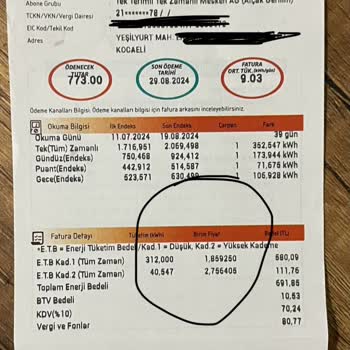 Abone Grubu Tek Terimli Tek Zamanlı Mesken AG (Alçak Gerilim)
TCKN/VKN/Vergi Dairesi 21******78 / /
EIC Kod/Tekil Kod
Adres YEŞİLYURT MAH.
KOCAELİ
ÖDENECEK TUTAR
773.00
SON ÖDEME TARİHİ
29.08.2024
FATURA ORT. TÜK. (kWh/gün)
9.03
Ödeme Kanalları Bilgisi: Ödeme kanalları bilgisi için fatura arkasını inceleyebilirsiniz.
Okuma Bilgisi İlk Endeks Son Endeks Çarpan Fark
Okuma Günü 11.07.2024 19.08.2024 39 gün
Tek(Tüm) Zamanlı 1.716,951 2.069,498 1 352,547 kWh
Gündüz(Endeks) 750,468 924,412 1 173,944 kWh
Puant(Endeks) 442,912 514,587 1 71,676 kWh
Gece(Endeks) 523,571 630,499 1 106,928 kWh
Fatura Detayı Tüketim (kWh) Birim Fiyat Bedel (TL)
*E.T.B = Enerji Tüketim Bedeli/Kad.1 = Düşük, Kad.2 = Yüksek Kademe
E.T.B Kad.1 (Tüm Zaman) 312,000 1,859250 580,09
E.T.B Kad.2 (Tüm Zaman) 40,547 2,756406 111,76
Toplam Enerji Bedeli 691,85
BTV Bedeli 10,53
KDV(%10) 70,24
Vergi ve Fonlar 80,77